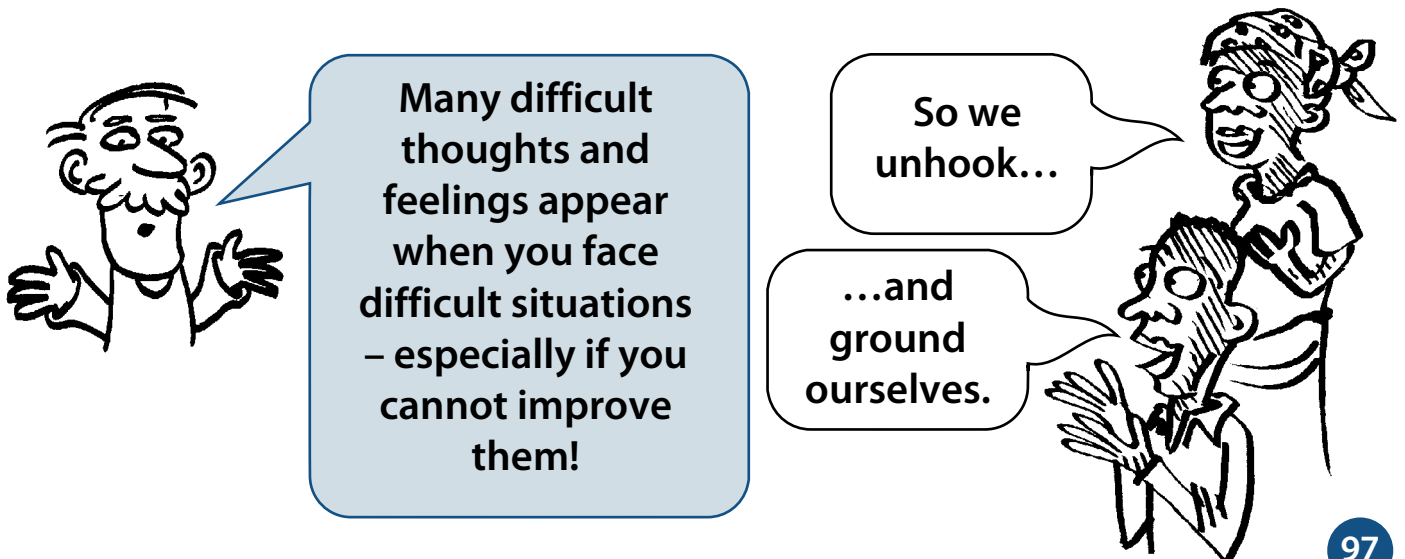 Many difficult
thoughts and
feelings appear
when you face
difficult situations
– especially if you
cannot improve
them!
So we
unhook…
…and
ground
ourselves.
97